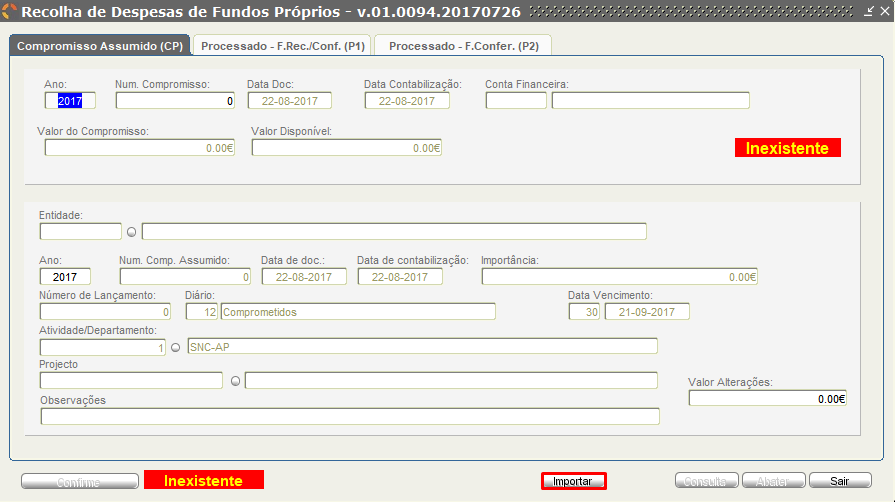 Recolha de Despesas de Fundos Próprios - v.01.0094.20170726
Compromisso Assumido (CP) Processado - F.Rec./Conf. (P1) Processado - F.Confer. (P2)
Ano: Num. Compromisso: Data Doc: Data Contabilização: Conta Financeira:
2017 0 22-08-2017 22-08-2017
Valor do Compromisso: Valor Disponível:
0.00€ 0.00€ Inexistente
Entidade:
Ano: Num. Comp. Assumido: Data de doc.: Data de contabilização: Importância:
2017 0 22-08-2017 22-08-2017 0.00€
Número de Lançamento: Diário: Data Vencimento:
0 12 Comprometidos 30 21-09-2017
Atividade/Departamento:
1 SNC-AP
Projecto
Valor Alterações:
0.00€
Observações
Confirme Inexistente Importar Consulta Abater Sair